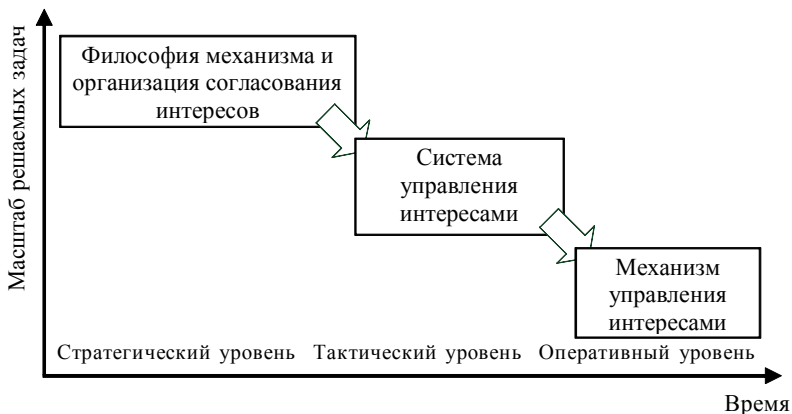 Масштаб решаемых задач
Философия механизма и
организация согласования
интересов
Система
управления
интересами
Механизм
управления
интересами
Стратегический уровень Тактический уровень Оперативный уровень
Время